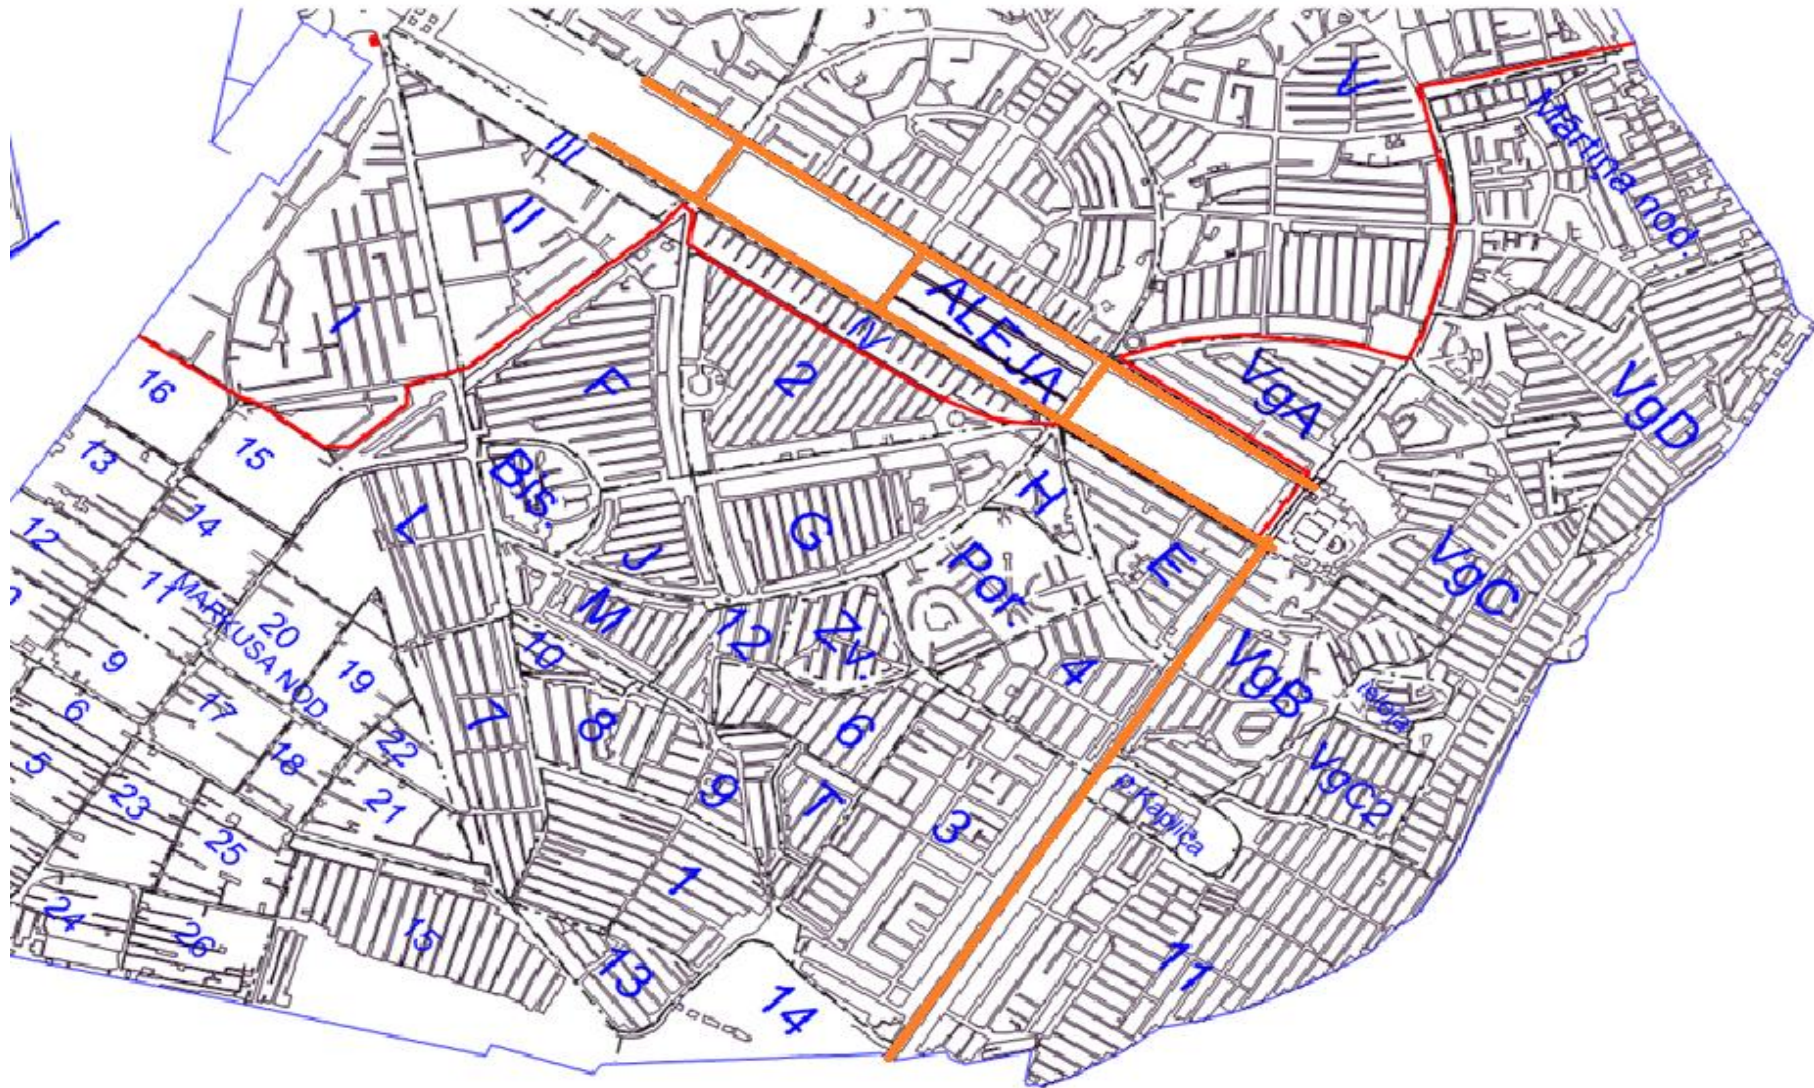 V
Martiņa nod.
III
II
I
ALEJA
IV
2
F
VgA
VgD
16
15
13
Bis.
H
14
L
G
12
J
E
VgC
Por.
11
MARKUSA NOD
M
12
Zv.
20
10
VgB
4
19
9
6
7
8
6
17
22
VgC2
18
5
9
T
p.Kapliča
23
21
3
25
1
24
26
15
13
14
11